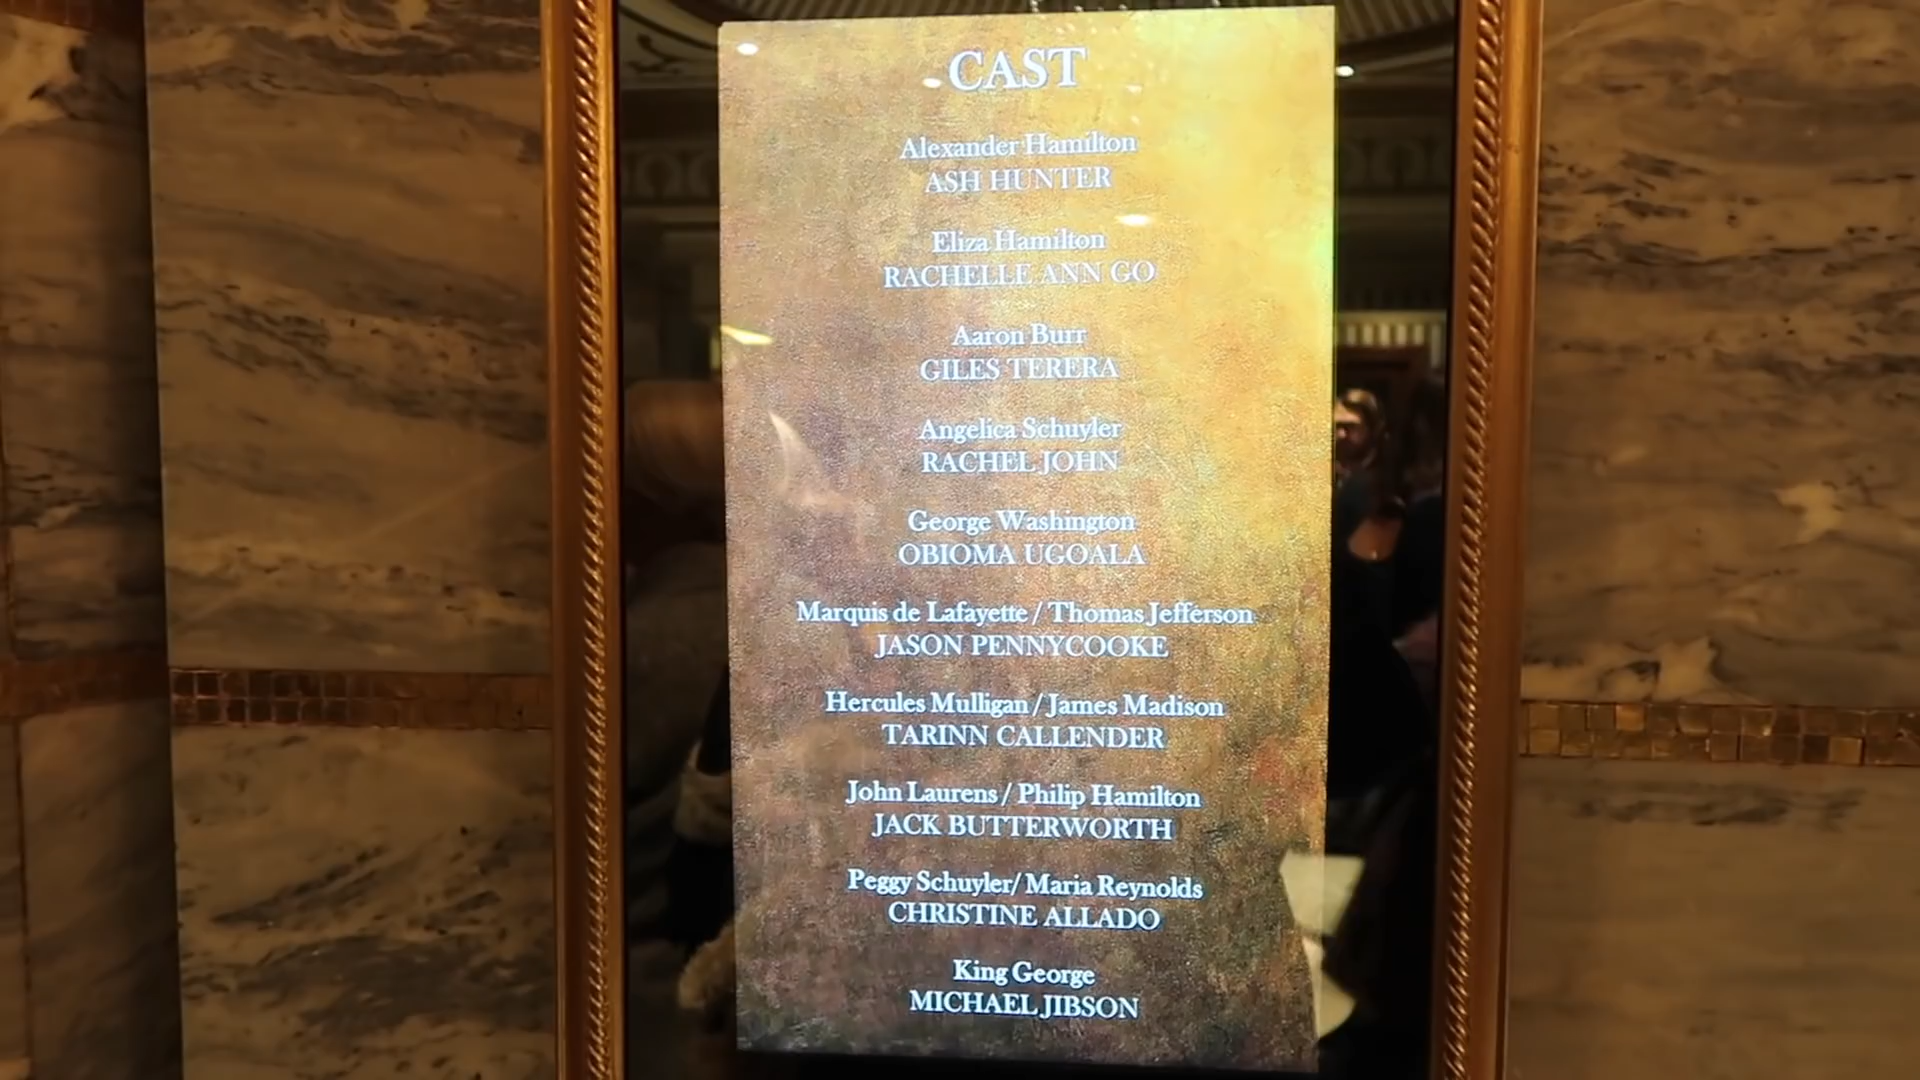 CAST
Alexander Hamilton
ASH HUNTER
Eliza Hamilton
RACHELLE ANN GO
Aaron Burr
GILES TERERA
Angelica Schuyler
RACHEL JOHN
George Washington
OBIOMA UGOALA
Marquis de Lafayette / Thomas Jefferson
JASON PENNYCOOKE
Hercules Mulligan / James Madison
TARINN CALLENDER
John Laurens / Philip Hamilton
JACK BUTTERWORTH
Peggy Schuyler/ Maria Reynolds
CHRISTINE ALLADO
King George
MICHAEL JIBSON